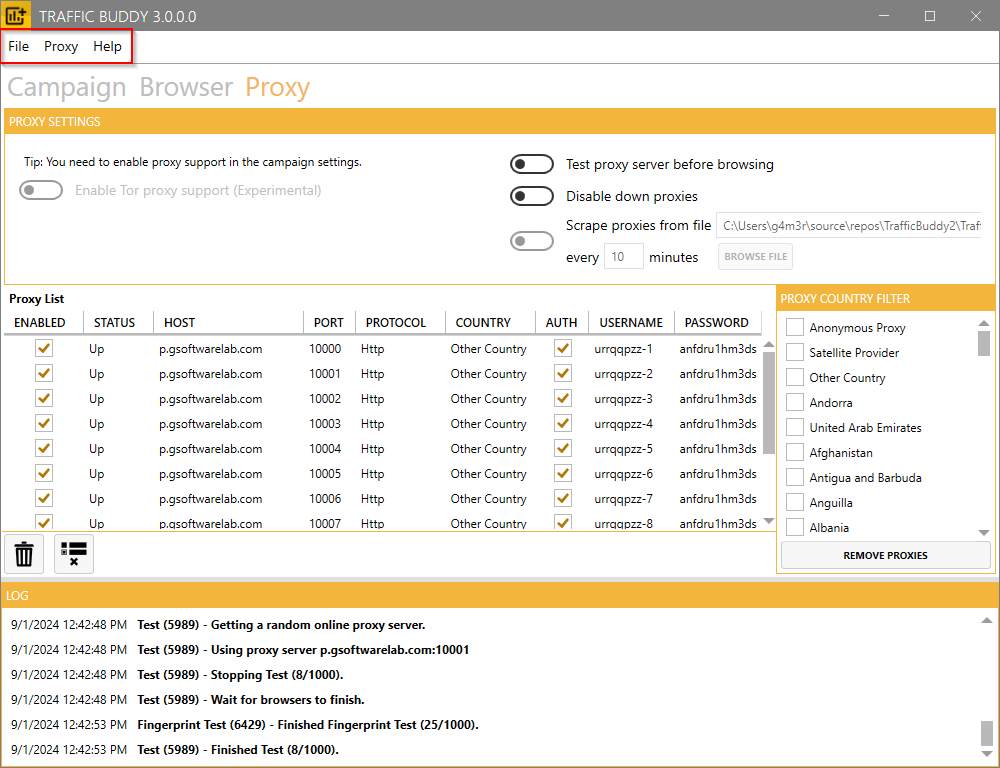 TRAFFIC BUDDY 3.0.0.0
File Proxy Help
Campaign Browser Proxy
PROXY SETTINGS
Tip: You need to enable proxy support in the campaign settings.
Enable Tor proxy support (Experimental)
Test proxy server before browsing
Disable down proxies
Scrape proxies from file C:\Users\g4m3r\source\repos\TrafficBuddy2\Traf
every 10 minutes BROWSE FILE
Proxy List
ENABLED STATUS HOST PORT PROTOCOL COUNTRY AUTH USERNAME PASSWORD
Up p.gsoftwarelab.com 10000 Http Other Country urrqqpzz-1 anfdru1hm3ds
Up p.gsoftwarelab.com 10001 Http Other Country urrqqpzz-2 anfdru1hm3ds
Up p.gsoftwarelab.com 10002 Http Other Country urrqqpzz-3 anfdru1hm3ds
Up p.gsoftwarelab.com 10003 Http Other Country urrqqpzz-4 anfdru1hm3ds
Up p.gsoftwarelab.com 10004 Http Other Country urrqqpzz-5 anfdru1hm3ds
Up p.gsoftwarelab.com 10005 Http Other Country urrqqpzz-6 anfdru1hm3ds
Up p.gsoftwarelab.com 10006 Http Other Country urrqqpzz-7 anfdru1hm3ds
Up p.gsoftwarelab.com 10007 Http Other Country urrqqpzz-8 anfdru1hm3ds
PROXY COUNTRY FILTER
Anonymous Proxy
Satellite Provider
Other Country
Andorra
United Arab Emirates
Afghanistan
Antigua and Barbuda
Anguilla
Albania
REMOVE PROXIES
LOG
9/1/2024 12:42:48 PM Test (5989) - Getting a random online proxy server.
9/1/2024 12:42:48 PM Test (5989) - Using proxy server p.gsoftwarelab.com:10001
9/1/2024 12:42:48 PM Test (5989) - Stopping Test (8/1000).
9/1/2024 12:42:48 PM Test (5989) - Wait for browsers to finish.
9/1/2024 12:42:53 PM Fingerprint Test (6429) - Finished Fingerprint Test (25/1000).
9/1/2024 12:42:53 PM Test (5989) - Finished Test (8/1000).